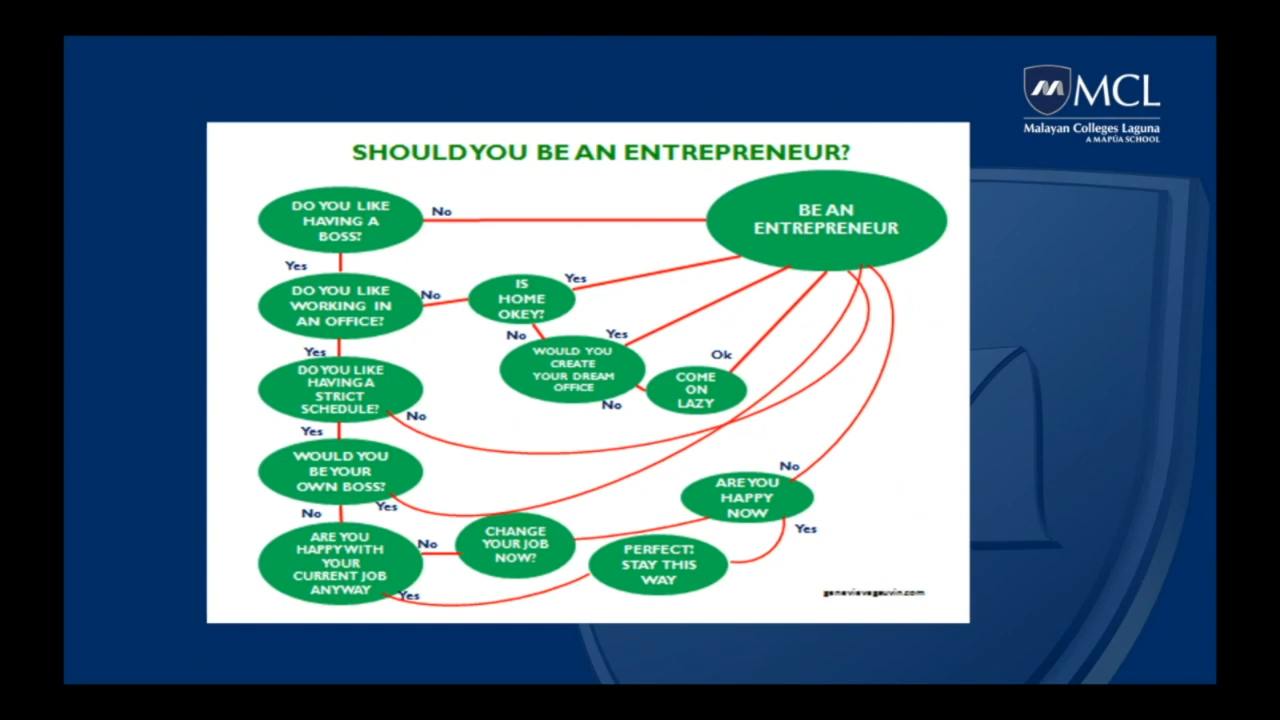 MCL
Malayan Colleges Laguna
A MAPÚA SCHOOL
SHOULD YOU BE AN ENTREPRENEUR?
DO YOU LIKE
HAVING A
BOSS?
No
BE AN
ENTREPRENEUR
Yes
DO YOU LIKE
WORKING IN
AN OFFICE?
No
IS
HOME
OKEY?
Yes
No
Yes
WOULD YOU
CREATE
YOUR DREAM
OFFICE
No
Ok
COME
ON
LAZY
Yes
DO YOU LIKE
HAVING A
STRICT
SCHEDULE?
No
Yes
WOULD YOU
BE YOUR
OWN BOSS?
Yes
No
ARE YOU
HAPPY WITH
YOUR
CURRENT JOB
ANYWAY
No
Yes
CHANGE
YOUR JOB
NOW?
No
ARE YOU
HAPPY
NOW
Yes
PERFECT!
STAY THIS
WAY
genevievegauvin.com